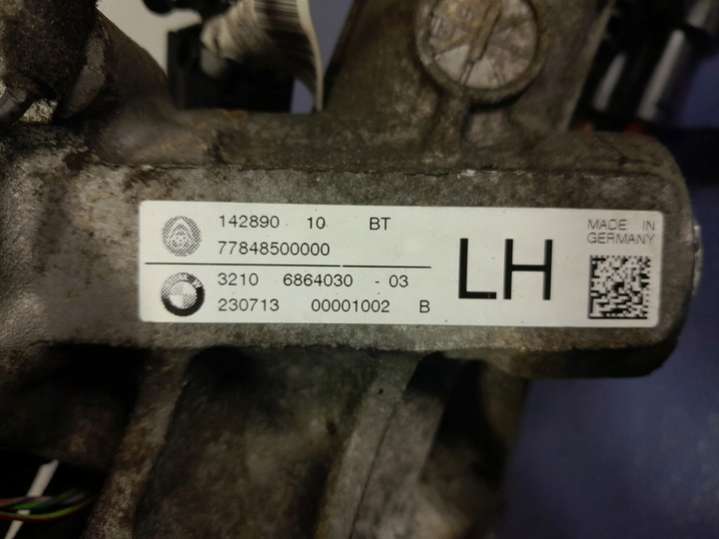 142890 10 BT
77848500000
3210 6864030 - 03
230713 00001002 B
LH
MADE IN
GERMANY